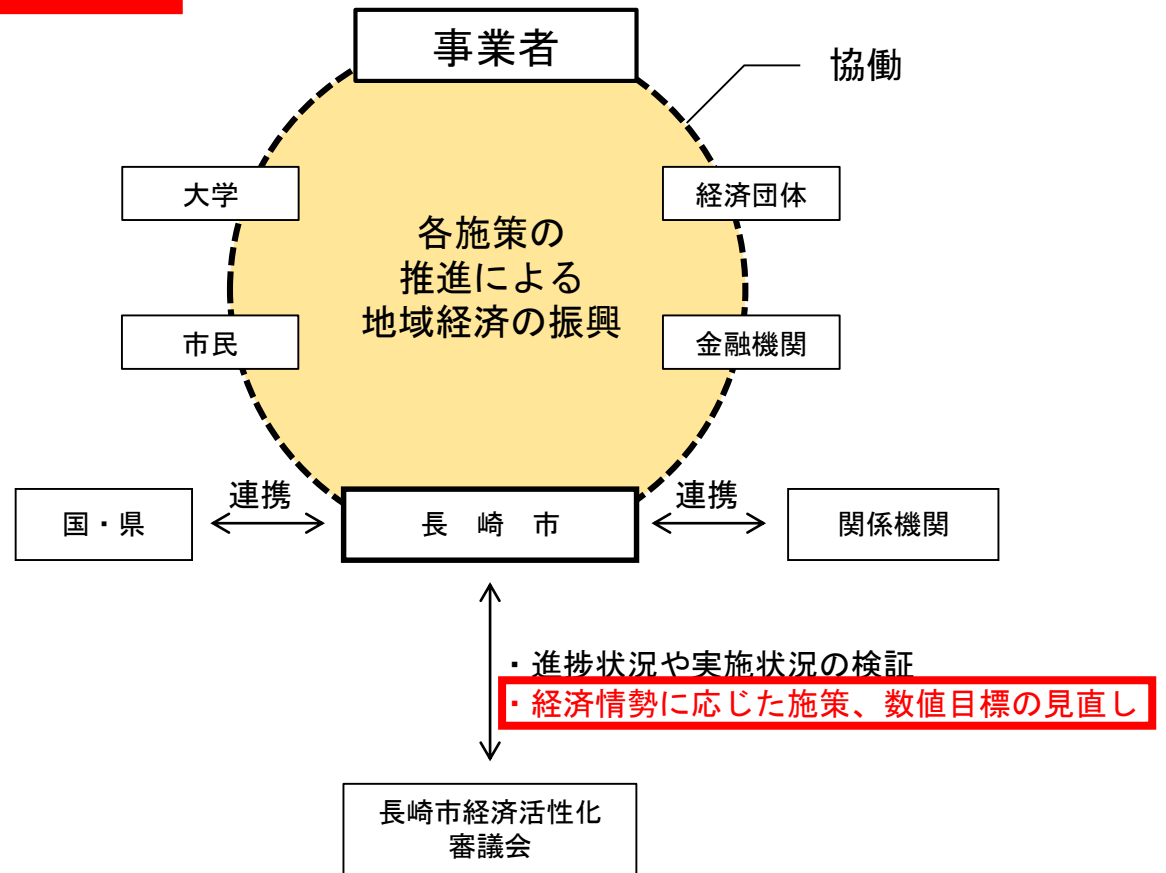 事業者
協働
大学
経済団体
各施策の
推進による
地域経済の振興
市民
金融機関
連携
連携
国・県
長　崎　市
関係機関
・進捗状況や実施状況の検証
・経済情勢に応じた施策、数値目標の見直し
長崎市経済活性化
審議会